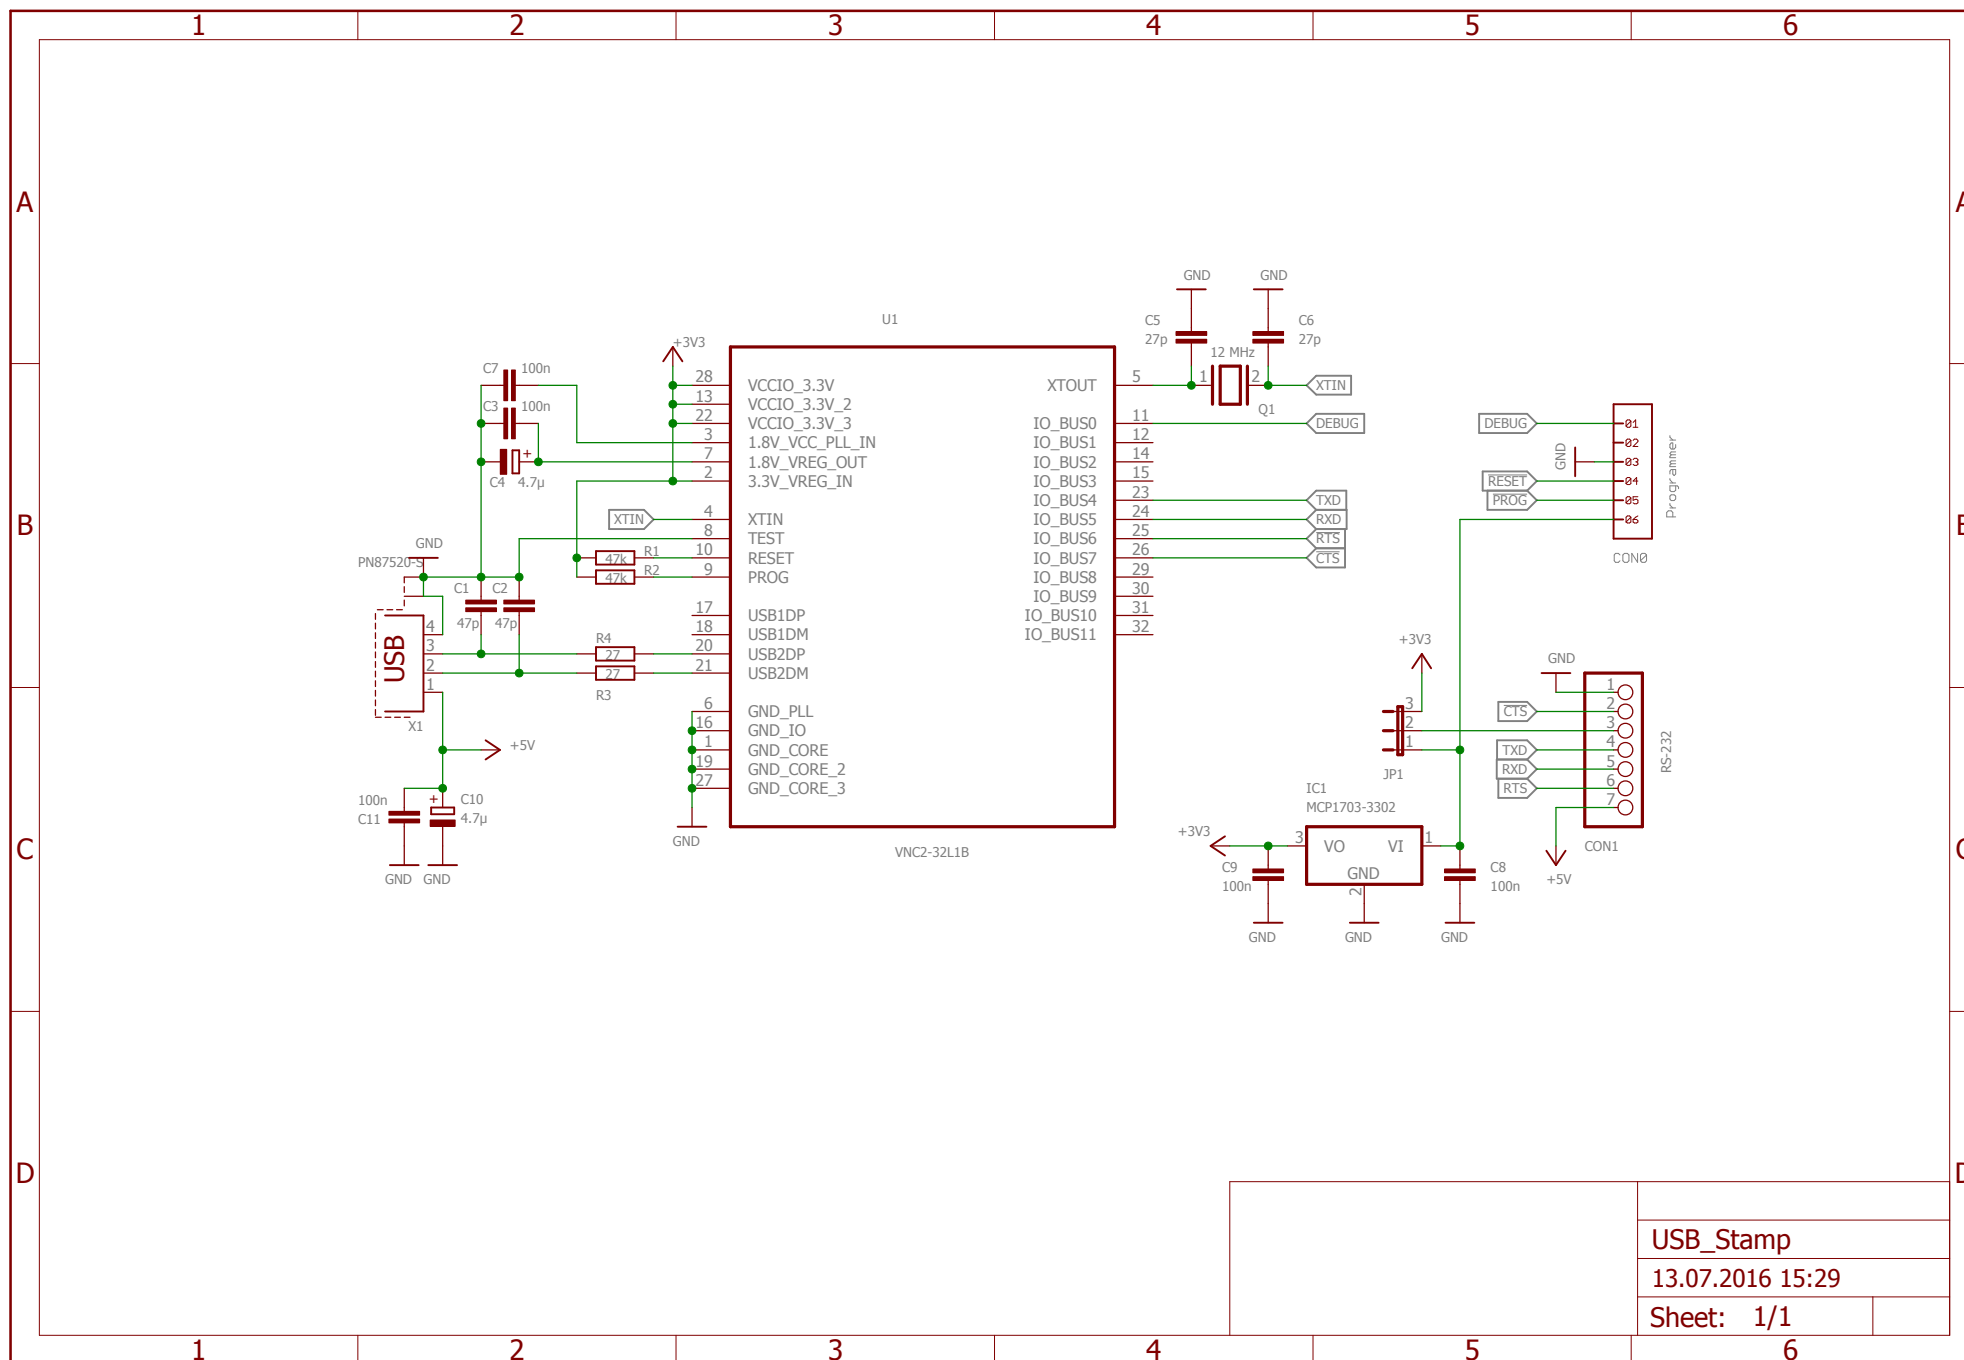 1 2 3 4 5 6
A A
B B
C C
D D
1 2 3 4 5 6
U1
VNC2-32L1B
+3V3
28 VCCIO_3.3V
13 VCCIO_3.3V_2
22 VCCIO_3.3V_3
3 1.8V_VCC_PLL_IN
7 1.8V_VREG_OUT
2 3.3V_VREG_IN
4 XTIN
8 TEST
10 RESET
9 PROG
17 USB1DP
18 USB1DM
20 USB2DP
21 USB2DM
6 GND_PLL
16 GND_IO
1 GND_CORE
19 GND_CORE_2
27 GND_CORE_3
GND
XTOUT 5
IO_BUS0 11
IO_BUS1 12
IO_BUS2 14
IO_BUS3 15
IO_BUS4 23
IO_BUS5 24
IO_BUS6 25
IO_BUS7 26
IO_BUS8 29
IO_BUS9 30
IO_BUS10 31
IO_BUS11 32
C7 100n
C3 100n
+
C4 4.7µ
XTIN
47k R1
47k R2
GND
PN87520-S
C1 C2
47p 47p
USB
4
3
2
1
X1
R4
27
27
R3
+5V
100n
C11
+
C10
4.7µ
GND GND
GND GND
C5
27p
C6
27p
12 MHz
1 2
Q1
XTIN
DEBUG
TXD
RXD
RTS
CTS
DEBUG
GND
RESET
PROG
01
02
03
04
05
06
Programmer
CON0
+3V3
3
2
1
JP1
GND
CTS
TXD
RXD
RTS
1
2
3
4
5
6
7
RS-232
CON1
+5V
IC1
MCP1703-3302
+3V3
3 VO VI 1
GND
2
C9
100n
C8
100n
GND GND GND
USB_Stamp
13.07.2016 15:29
Sheet: 1/1